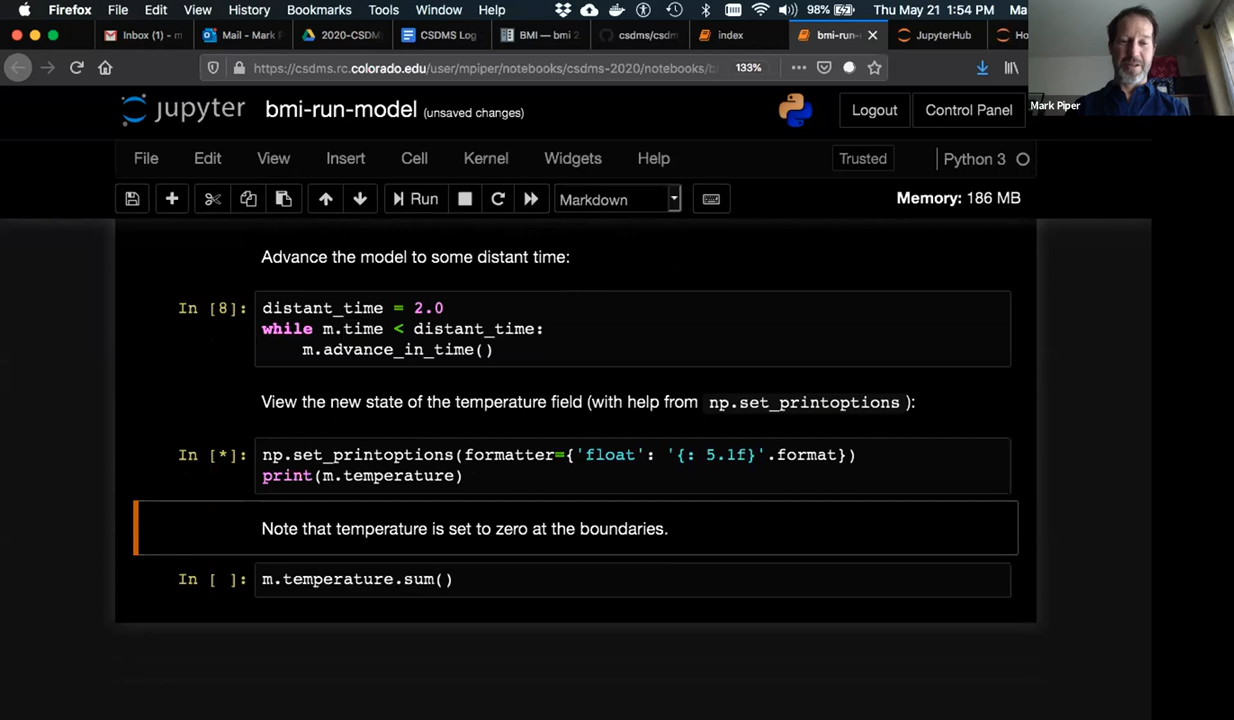 Firefox File Edit View History Bookmarks Tools Window Help 98% Thu May 21 1:54 PM Ma
Inbox (1) - m Mail - Mark P 2020-CSDM CSDMS Log BMI — bmi 2 csdms/csdm index bmi-run- JupyterHub Ho
https://csdms.rc.colorado.edu/user/mpiper/notebooks/csdms-2020/notebooks/b 133%
Mark Piper
jupyter bmi-run-model (unsaved changes) Logout Control Panel
File Edit View Insert Cell Kernel Widgets Help Trusted Python 3
Run Markdown Memory: 186 MB
Advance the model to some distant time:
In [8]: distant_time = 2.0
while m.time < distant_time:
m.advance_in_time()
View the new state of the temperature field (with help from np.set_printoptions ):
In [*]: np.set_printoptions(formatter={'float': '{: 5.1f}'.format})
print(m.temperature)
Note that temperature is set to zero at the boundaries.
In [ ]: m.temperature.sum()